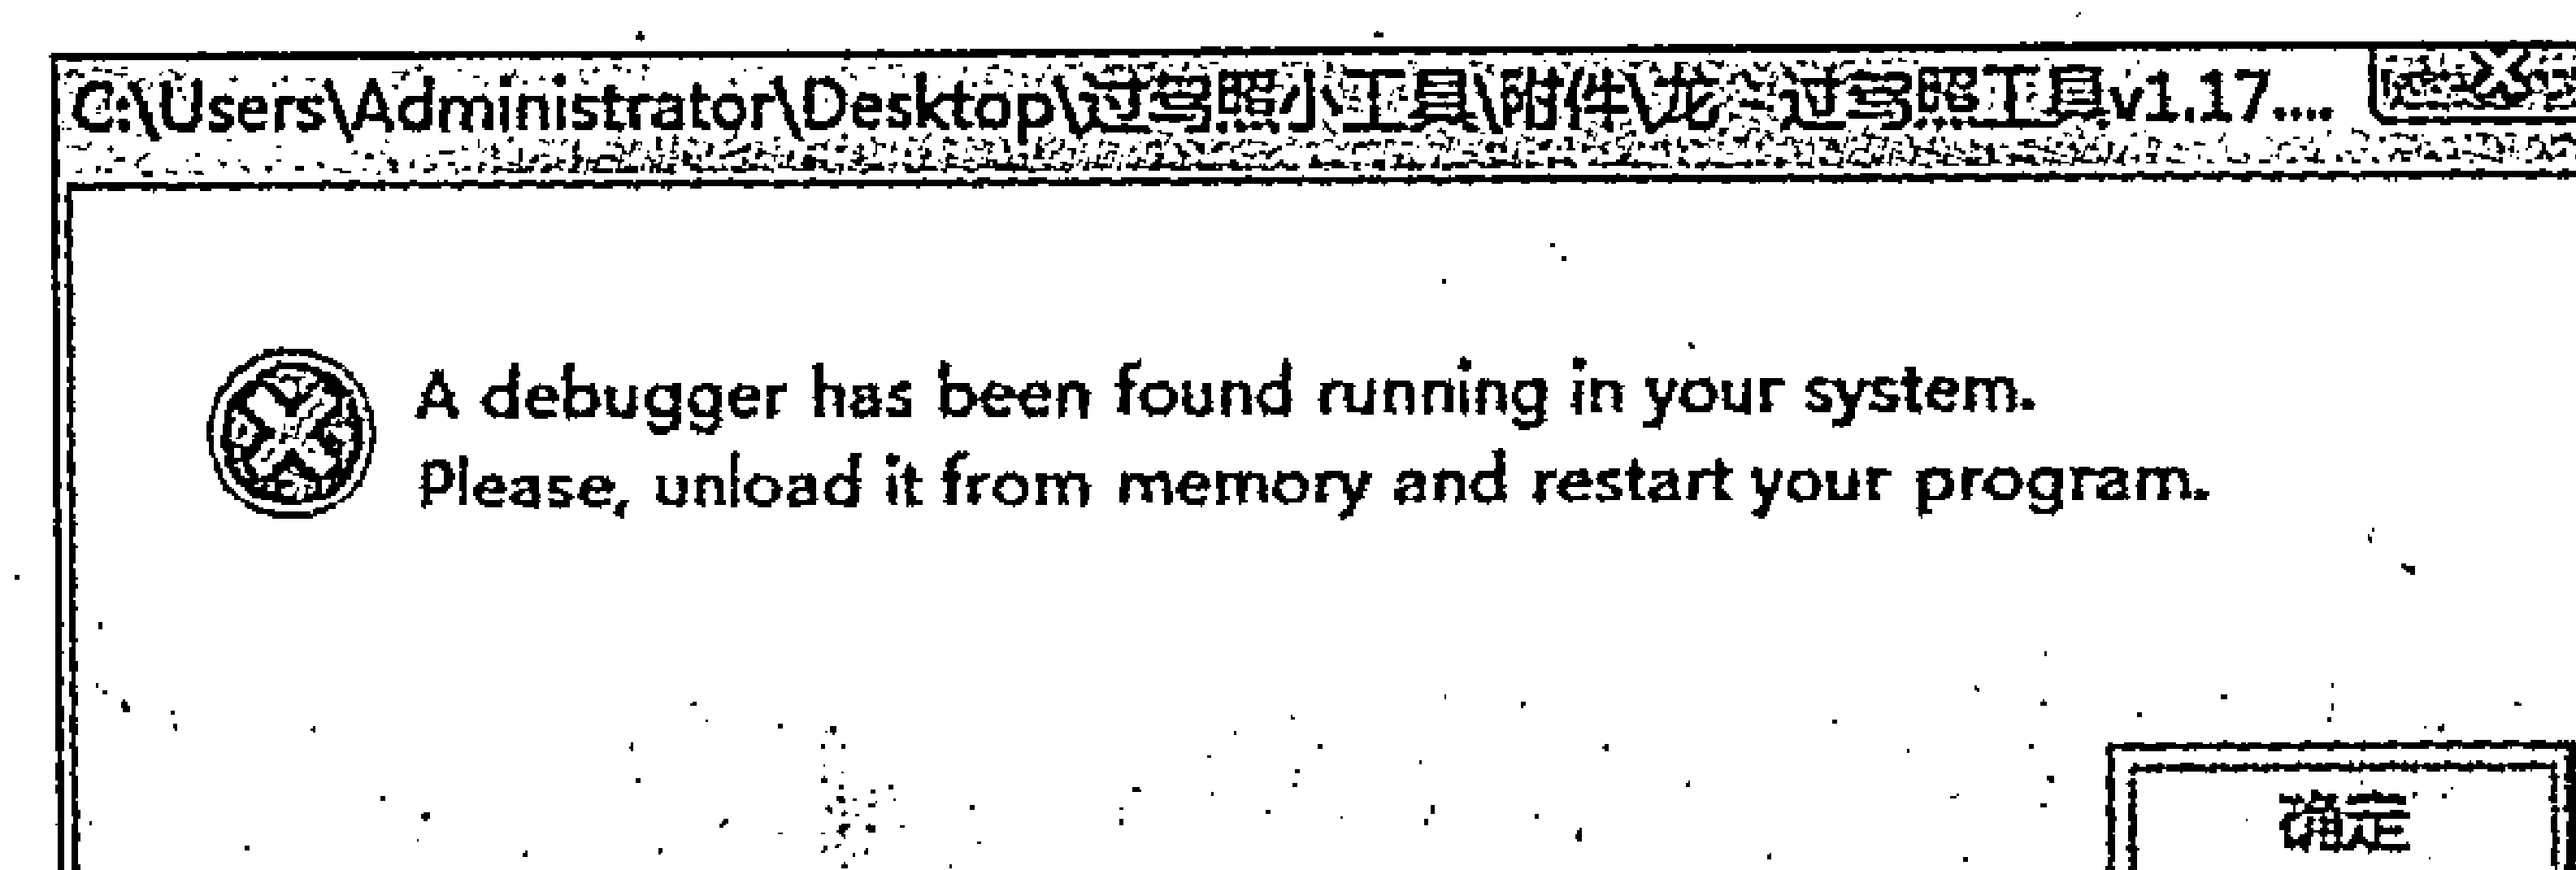 C:\Users\Administrator\Desktop\过驾照小工具\附件\龙 过驾照工具v1.17....
A debugger has been found running in your system.
Please, unload it from memory and restart your program.
确定